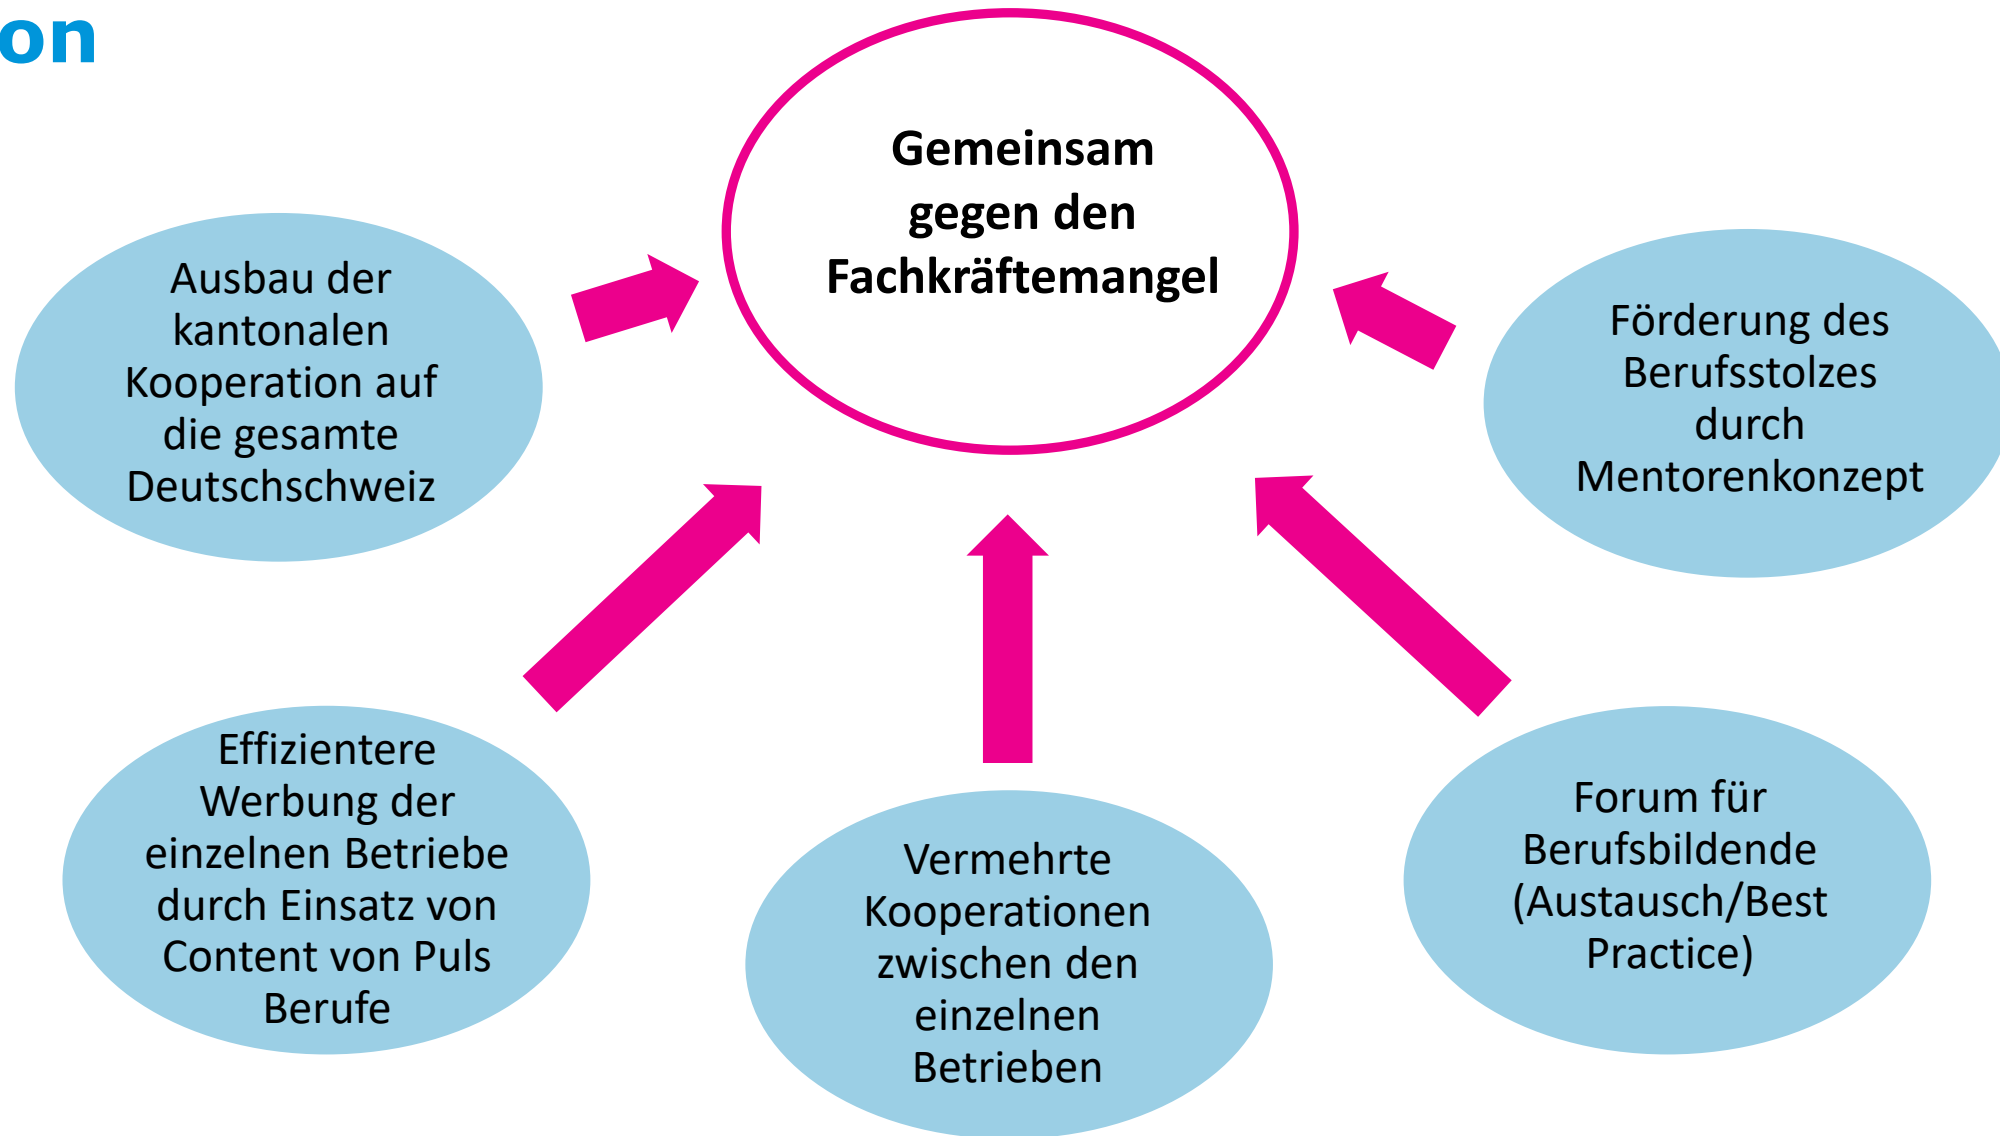 on
Gemeinsam
gegen den
Fachkräftemangel
Ausbau der
kantonalen
Kooperation auf
die gesamte
Deutschschweiz
Förderung des
Berufsstolzes
durch
Mentorenkonzept
Effizientere
Werbung der
einzelnen Betriebe
durch Einsatz von
Content von Puls
Berufe
Vermehrte
Kooperationen
zwischen den
einzelnen
Betrieben
Forum für
Berufsbildende
(Austausch/Best
Practice)